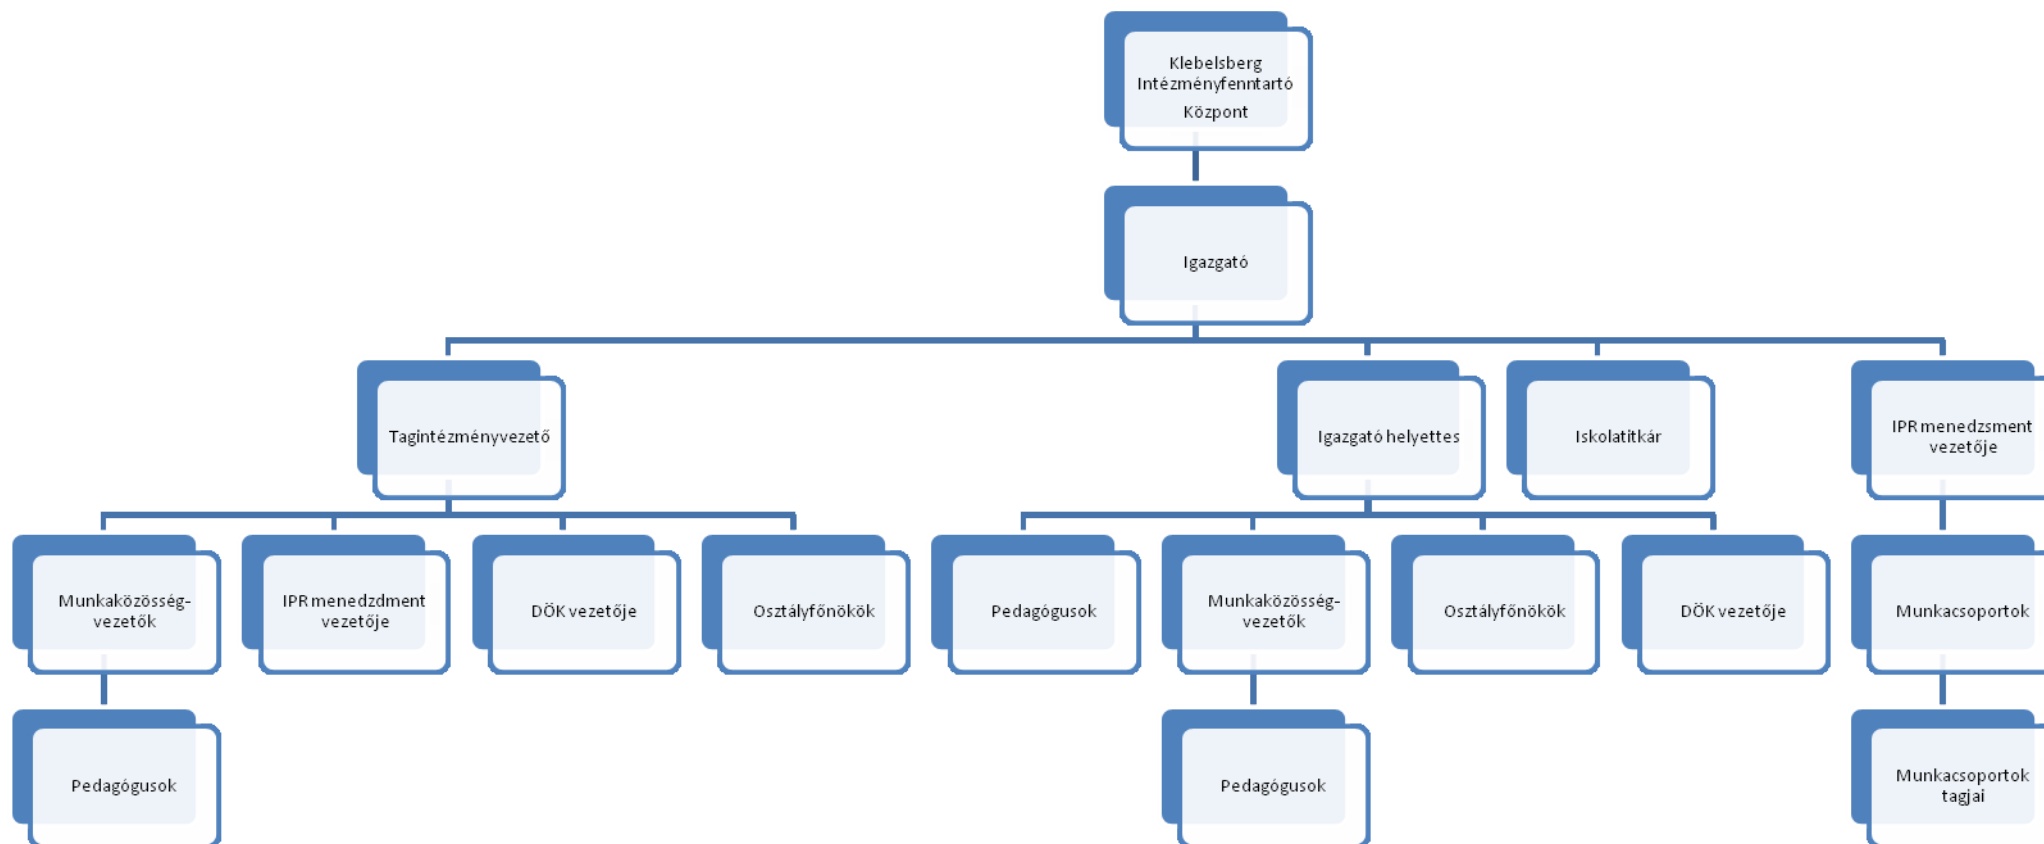 Klebelsberg
Intézményfenntartó
Központ
Igazgató
Tagintézményvezető
Igazgató helyettes
Iskolatitkár
IPR menedzsment
vezetője
Munkaközösség-
vezetők
IPR menedzdment
vezetője
DÖK vezetője
Osztályfőnökök
Pedagógusok
Munkaközösség-
vezetők
Osztályfőnökök
DÖK vezetője
Munkacsoportok
Pedagógusok
Pedagógusok
Munkacsoportok
tagjai